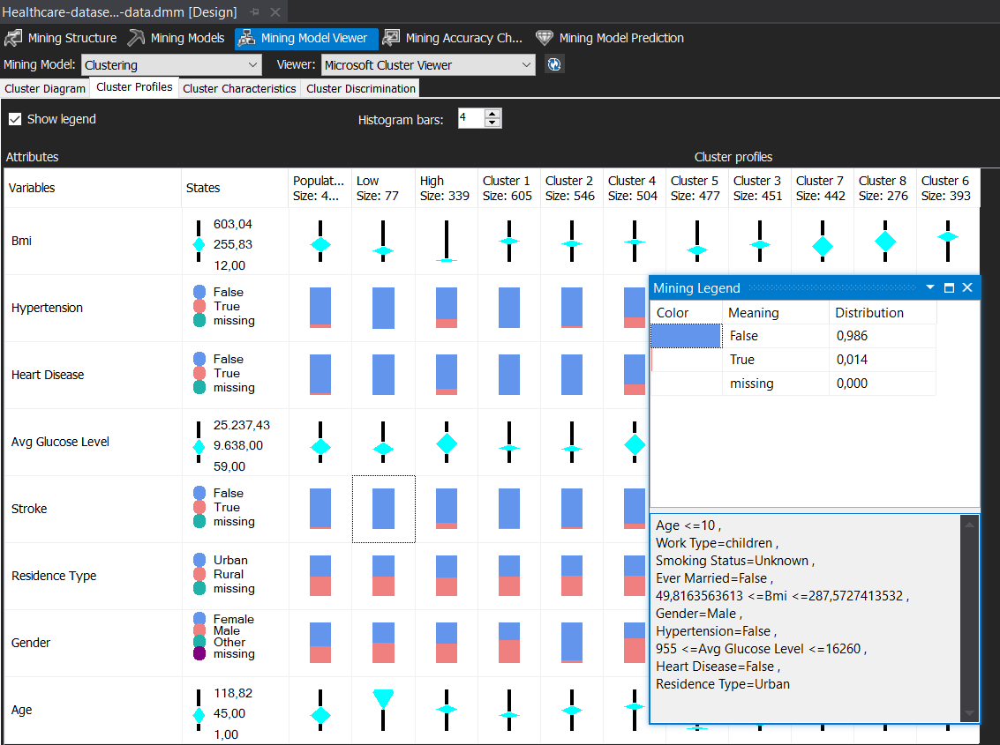 Healthcare-datase...-data.dmm [Design]
Mining Structure Mining Models Mining Model Viewer Mining Accuracy Ch... Mining Model Prediction
Mining Model: Clustering Viewer: Microsoft Cluster Viewer
Cluster Diagram Cluster Profiles Cluster Characteristics Cluster Discrimination
Show legend Histogram bars: 4
Attributes Cluster profiles
Variables States Populat... Size: 4... Low Size: 77 High Size: 339 Cluster 1 Size: 605 Cluster 2 Size: 546 Cluster 4 Size: 504 Cluster 5 Size: 477 Cluster 3 Size: 451 Cluster 7 Size: 442 Cluster 8 Size: 276 Cluster 6 Size: 393
Bmi
603,04
255,83
12,00
Hypertension
False
True
missing
Heart Disease
False
True
missing
Avg Glucose Level
25.237,43
9.638,00
59,00
Stroke
False
True
missing
Residence Type
Urban
Rural
missing
Gender
Female
Male
Other
missing
Age
118,82
45,00
1,00
Mining Legend
Color Meaning Distribution
False 0,986
True 0,014
missing 0,000
Age <=10 ,
Work Type=children ,
Smoking Status=Unknown ,
Ever Married=False ,
49,8163563613 <=Bmi <=287,5727413532 ,
Gender=Male ,
Hypertension=False ,
955 <=Avg Glucose Level <=16260 ,
Heart Disease=False ,
Residence Type=Urban